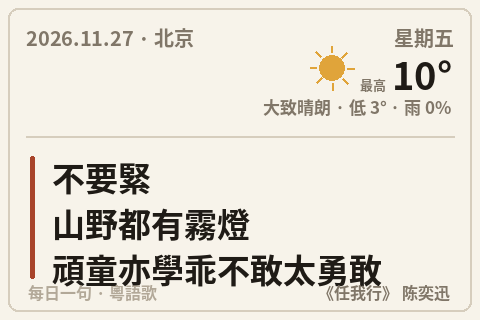 2026.11.27 · 北京
星期五
最高 10°
大致晴朗 · 低 3° · 雨 0%
不要緊
山野都有霧燈
頑童亦學乖不敢太勇敢
每日一句 · 粵語歌
《任我行》 陈奕迅